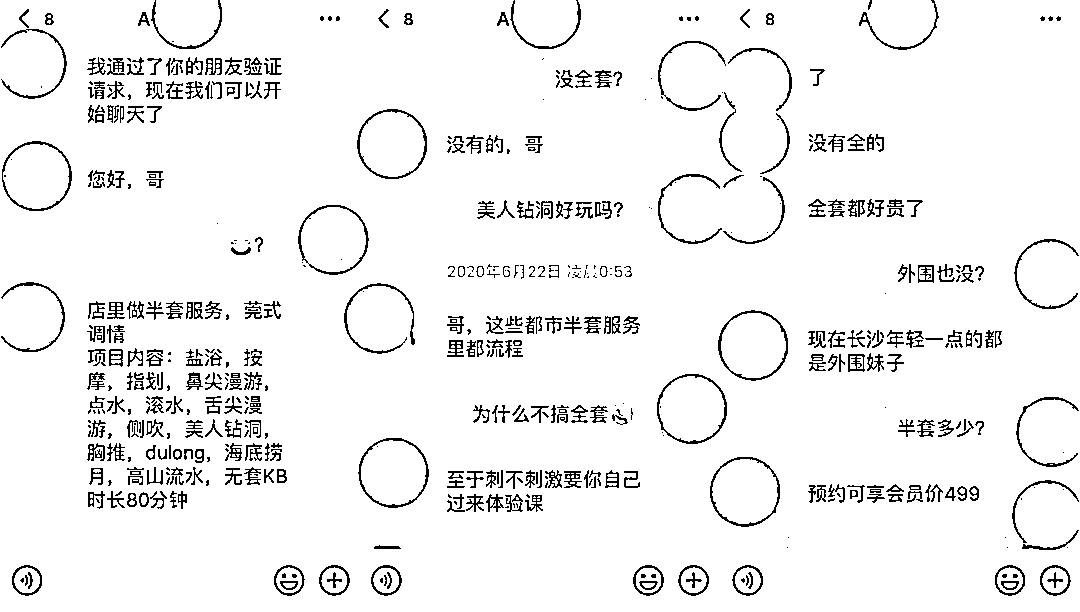 8
A
我通过了你的朋友验证
请求，现在我们可以开
始聊天了
您好，哥
?
店里做半套服务，莞式
调情
项目内容：盐浴，按
摩，指划，鼻尖漫游，
点水，滚水，舌尖漫
游，侧吹，美人钻洞，
胸推，dulong，海底捞
月，高山流水，无套KB
时长80分钟
8
A
没全套?
没有的，哥
美人钻洞好玩吗?
2020年6月22日 凌晨0:53
哥，这些都市半套服务
里都流程
为什么不搞全套
至于刺不刺激要你自己
过来体验课
8
A
了
没有全的
全套都好贵了
外围也没?
现在长沙年轻一点的都
是外围妹子
半套多少?
预约可享会员价499